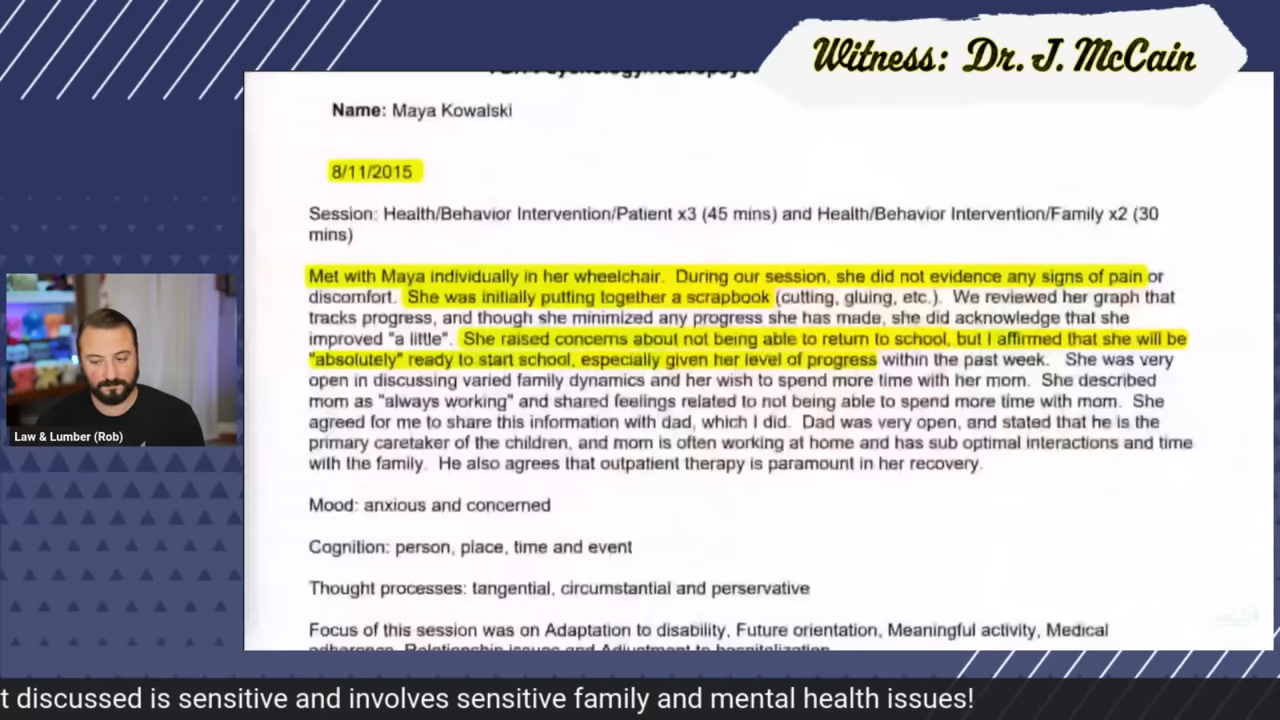 Witness: Dr. J. McCain
Name: Maya Kowalski
8/11/2015
Session: Health/Behavior Intervention/Patient x3 (45 mins) and Health/Behavior Intervention/Family x2 (30
mins)
Met with Maya individually in her wheelchair. During our session, she did not evidence any signs of pain or
discomfort. She was initially putting together a scrapbook (cutting, gluing, etc.). We reviewed her graph that
tracks progress, and though she minimized any progress she has made, she did acknowledge that she
improved "a little". She raised concerns about not being able to return to school, but I affirmed that she will be
"absolutely" ready to start school, especially given her level of progress within the past week. She was very
open in discussing varied family dynamics and her wish to spend more time with her mom. She described
mom as "always working" and shared feelings related to not being able to spend more time with mom. She
agreed for me to share this information with dad, which I did. Dad was very open, and stated that he is the
primary caretaker of the children, and mom is often working at home and has sub optimal interactions and time
with the family. He also agrees that outpatient therapy is paramount in her recovery.
Mood: anxious and concerned
Cognition: person, place, time and event
Thought processes: tangential, circumstantial and perservative
Focus of this session was on Adaptation to disability, Future orientation, Meaningful activity, Medical
adherence, Relationship issues and Adjustment to hospitalization
Law & Lumber (Rob)
t discussed is sensitive and involves sensitive family and mental health issues!